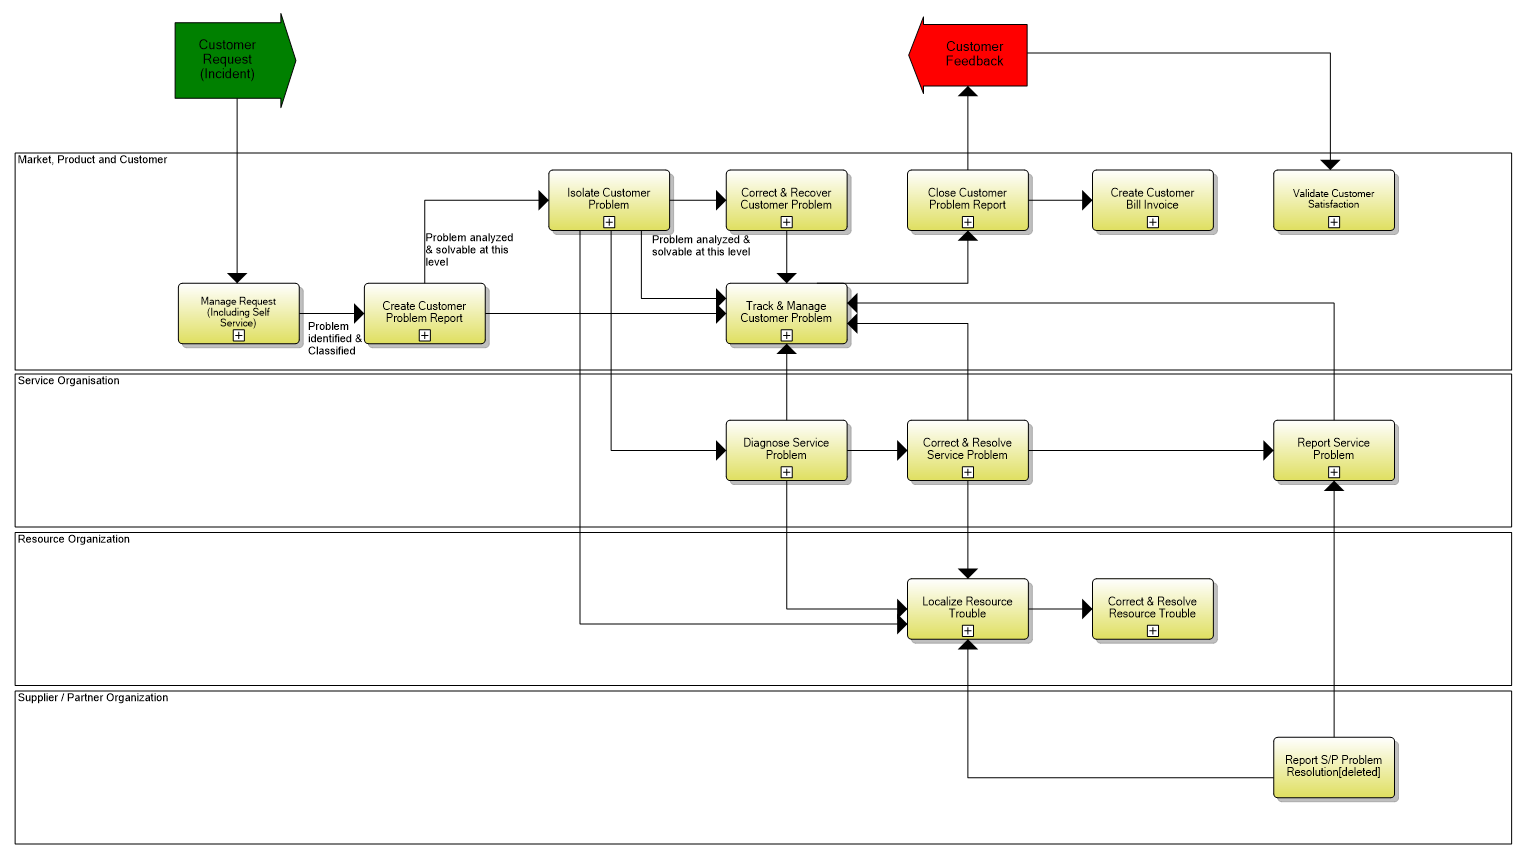 Customer
Request
(Incident)
Customer
Feedback
Market, Product and Customer
Isolate Customer
Problem
Correct & Recover
Customer Problem
Close Customer
Problem Report
Create Customer
Bill Invoice
Validate Customer
Satisfaction
Problem analyzed
& solvable at this
level
Problem analyzed &
solvable at this level
Manage Request
(Including Self
Service)
Problem
identified &
Classified
Create Customer
Problem Report
Track & Manage
Customer Problem
Service Organisation
Diagnose Service
Problem
Correct & Resolve
Service Problem
Report Service
Problem
Resource Organization
Localize Resource
Trouble
Correct & Resolve
Resource Trouble
Supplier / Partner Organization
Report S/P Problem
Resolution[deleted]